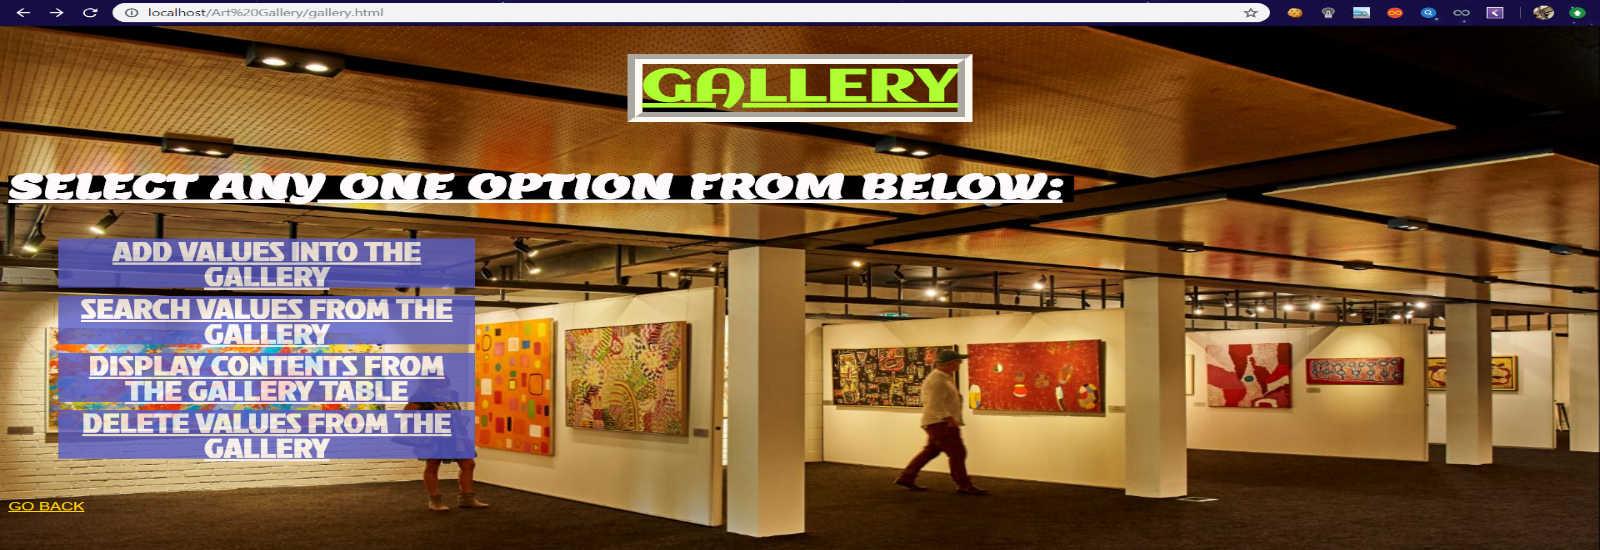 localhost/Art%20Gallery/gallery.html
GALLERY
SELECT ANY ONE OPTION FROM BELOW:
ADD VALUES INTO THE
GALLERY
SEARCH VALUES FROM THE
GALLERY
DISPLAY CONTENTS FROM
THE GALLERY TABLE
DELETE VALUES FROM THE
GALLERY
GO BACK